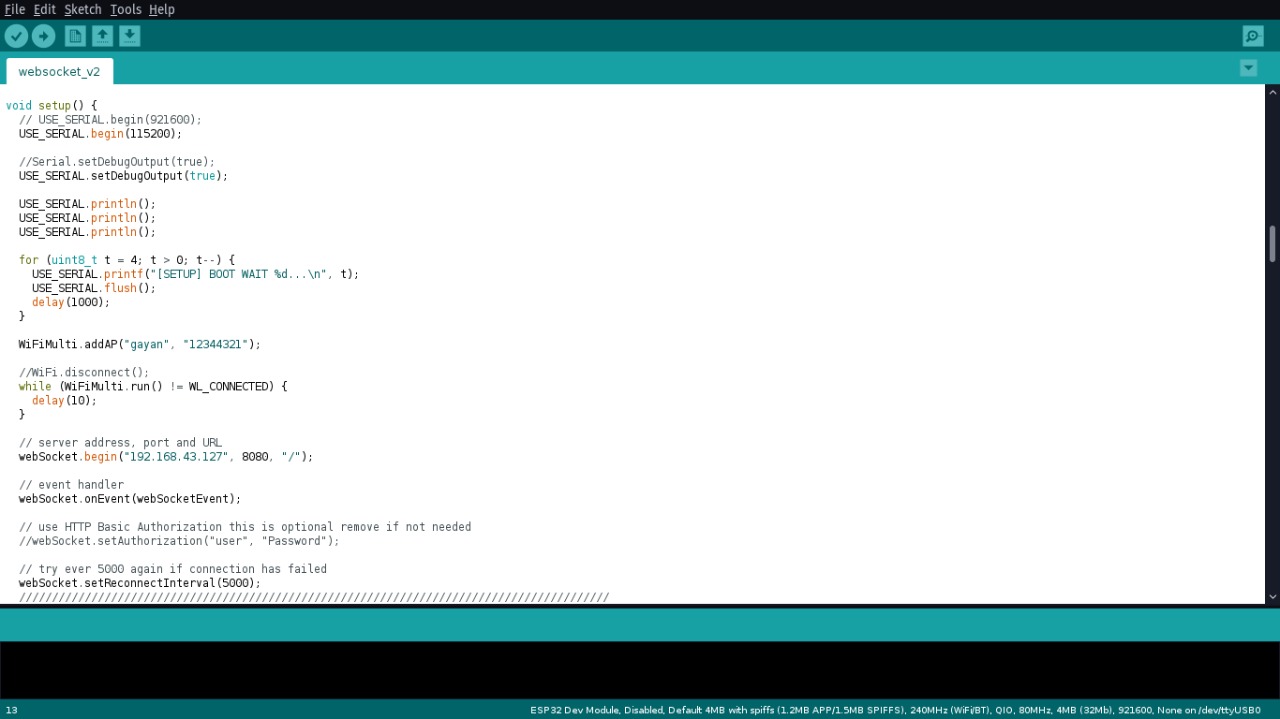 File Edit Sketch Tools Help
websocket_v2
void setup() {
// USE_SERIAL.begin(921600);
USE_SERIAL.begin(115200);
//Serial.setDebugOutput(true);
USE_SERIAL.setDebugOutput(true);
USE_SERIAL.println();
USE_SERIAL.println();
USE_SERIAL.println();
for (uint8_t t = 4; t > 0; t--) {
USE_SERIAL.printf("[SETUP] BOOT WAIT %d...\n", t);
USE_SERIAL.flush();
delay(1000);
}
WiFiMulti.addAP("gayan", "12344321");
//WiFi.disconnect();
while (WiFiMulti.run() != WL_CONNECTED) {
delay(10);
}
// server address, port and URL
webSocket.begin("192.168.43.127", 8080, "/");
// event handler
webSocket.onEvent(webSocketEvent);
// use HTTP Basic Authorization this is optional remove if not needed
//webSocket.setAuthorization("user", "Password");
// try ever 5000 again if connection has failed
webSocket.setReconnectInterval(5000);
//////////////////////////////////////////////////////////////////////////////////////////
13 ESP32 Dev Module, Disabled, Default 4MB with spiffs (1.2MB APP/1.5MB SPIFFS), 240MHz (WiFi/BT), QIO, 80MHz, 4MB (32Mb), 921600, None on /dev/ttyUSB0